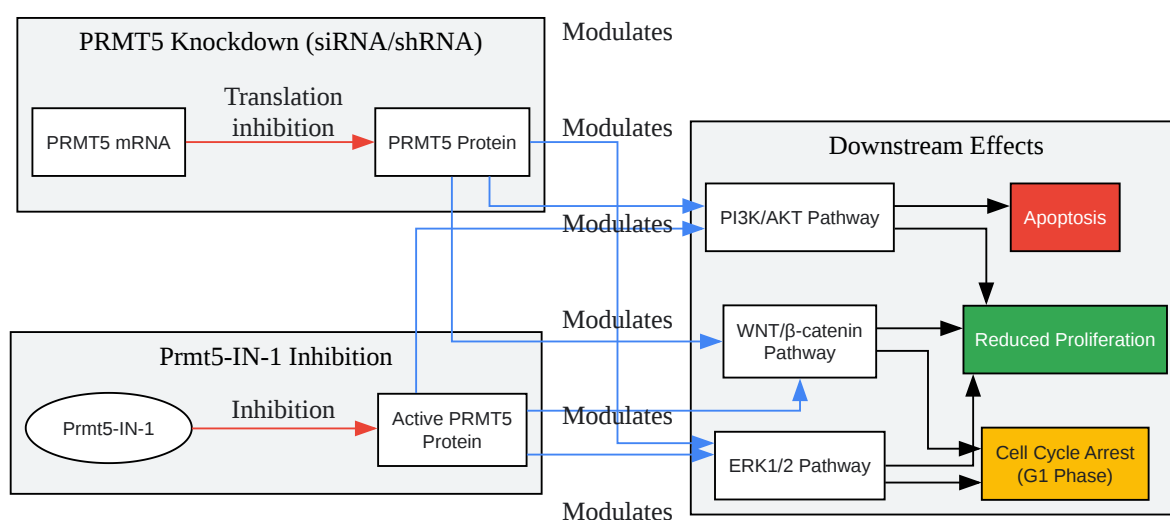 PRMT5 Knockdown (siRNA/shRNA)
PRMT5 mRNA
Translation
inhibition
PRMT5 Protein
Prmt5-IN-1 Inhibition
Prmt5-IN-1
Inhibition
Active PRMT5
Protein
Modulates
Modulates
Modulates
Modulates
Modulates
Modulates
Downstream Effects
PI3K/AKT Pathway
Apoptosis
WNT/β-catenin
Pathway
Reduced Proliferation
ERK1/2 Pathway
Cell Cycle Arrest
(G1 Phase)